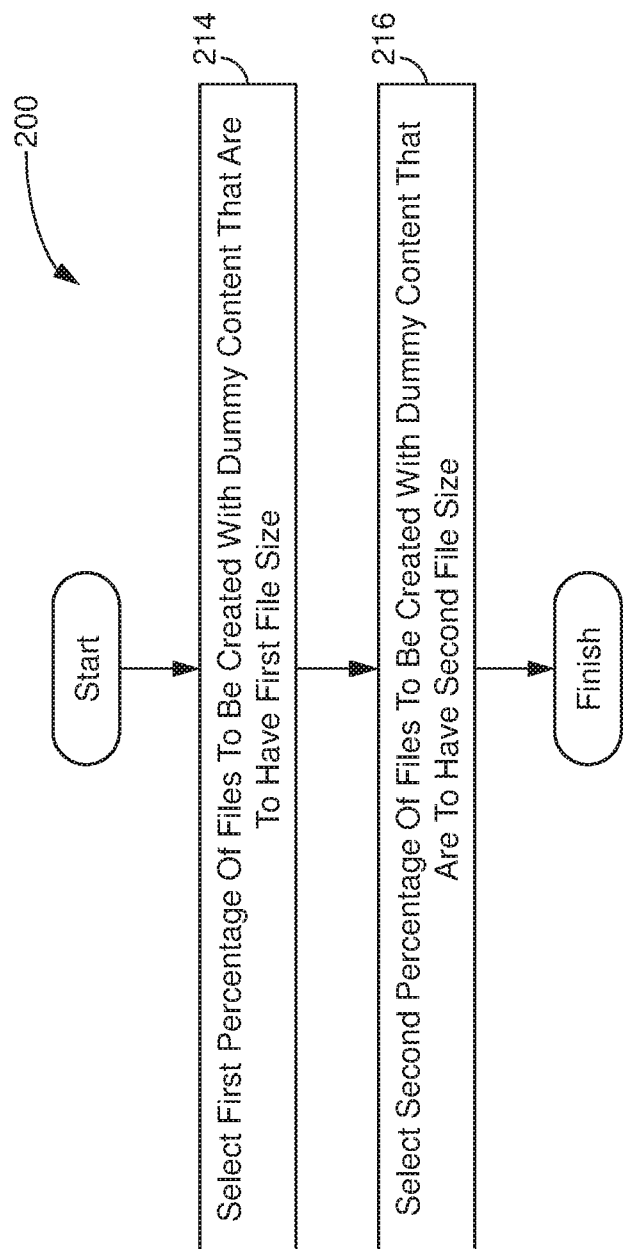 200
Start
214
Select First Percentage Of Files To Be Created With Dummy Content That Are
To Have First File Size
216
Select Second Percentage Of Files To Be Created With Dummy Content That
Are To Have Second File Size
Finish